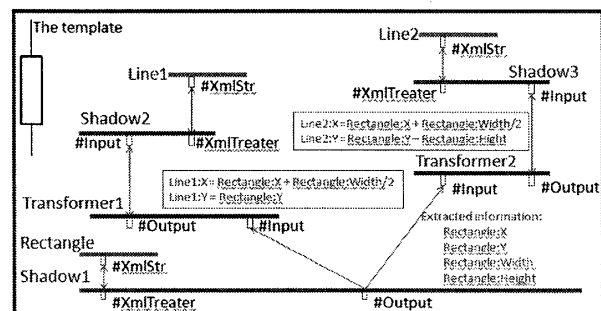 The template
Line2
#XmlStr
Line1
#XmlStr
#XmlTreater
Shadow3
Shadow2
#Input
#XmlTreater
#Input
Line2:X=Rectangle:X + Rectangle:Width/2
Line2:Y= Rectangle:Y - Rectangle:Hight
Transformer2
Line1:X= Rectangle:X + Rectangle:Width/2
Line1:Y = Rectangle:Y
#Input
#Output
Transformer1
#Output
#Input
Extracted information:
Rectangle:X
Rectangle:Y
Rectangle:Width
Rectangle:Height
Rectangle
#XmlStr
Shadow1
#XmlTreater
#Output